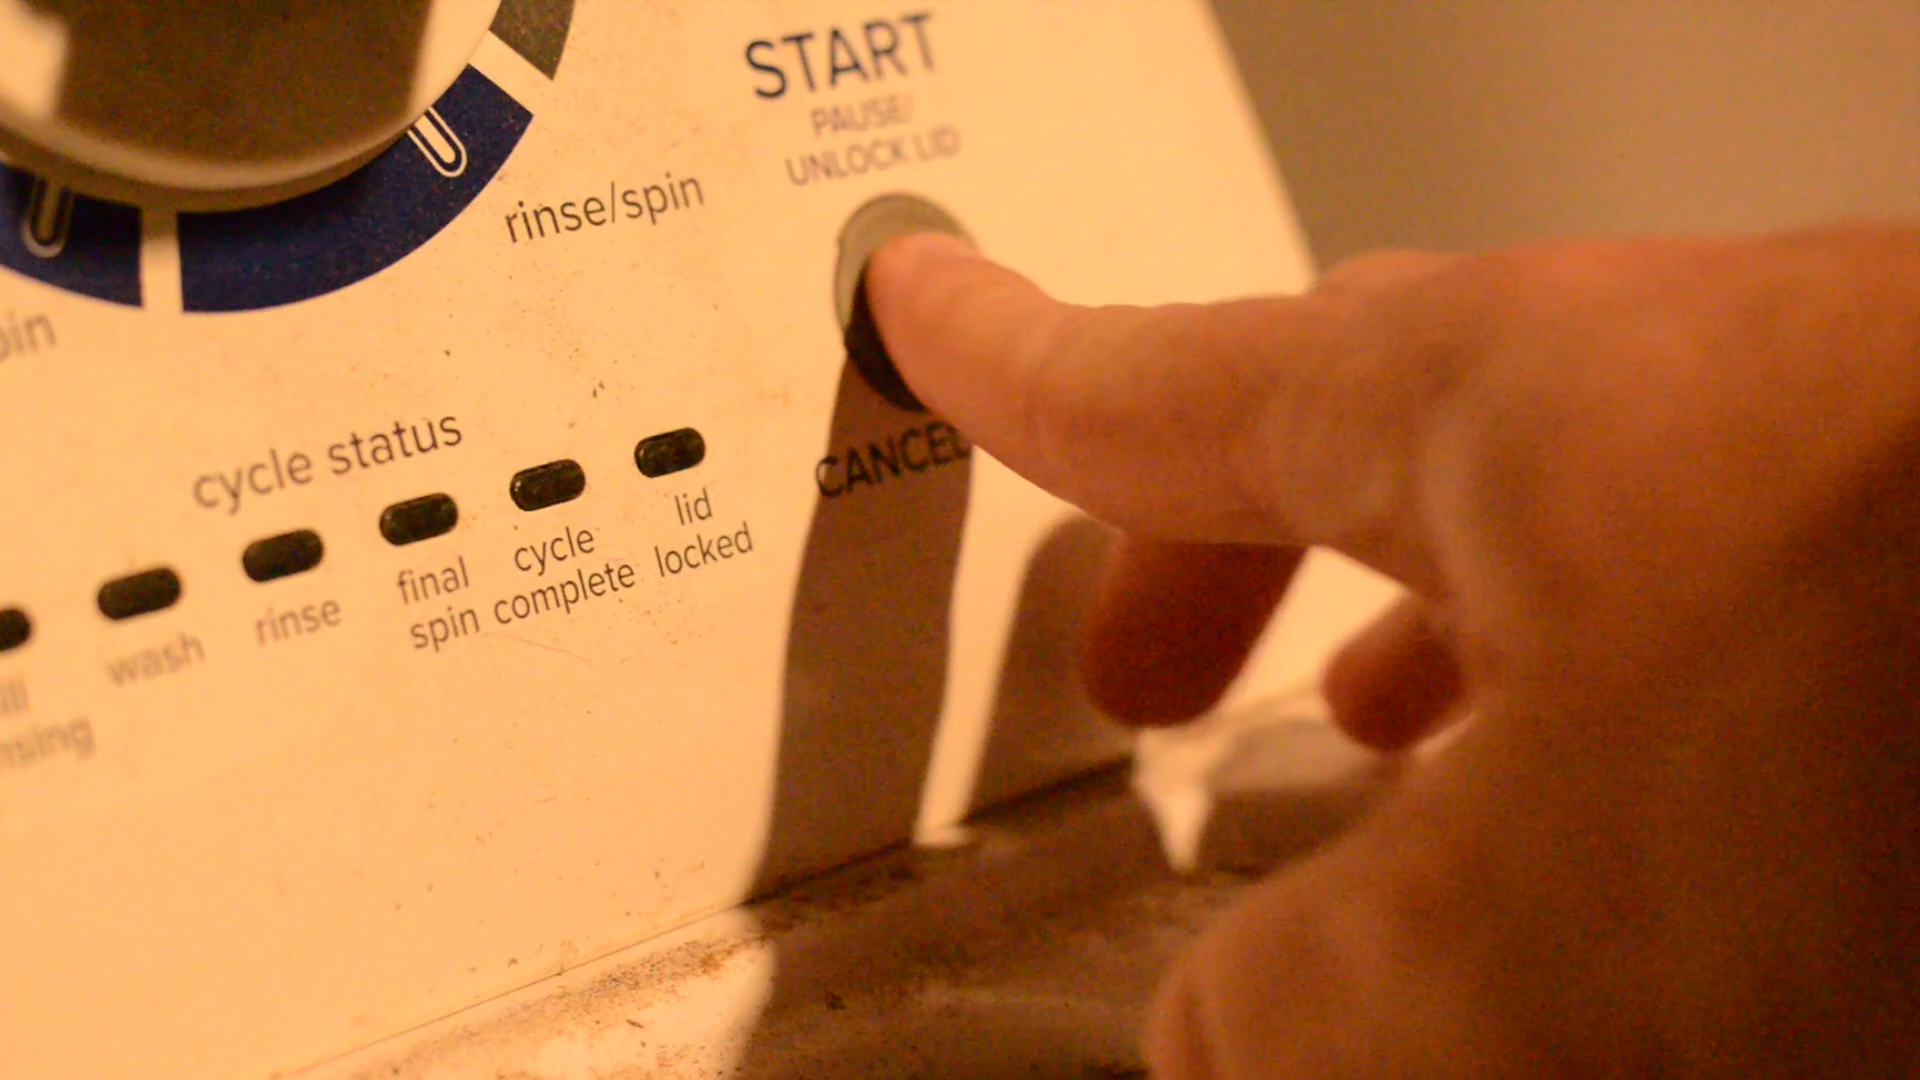 START
PAUSE/
UNLOCK LID
rinse/spin
cycle status
CANCEL
wash
rinse
final
spin
cycle
complete
lid
locked